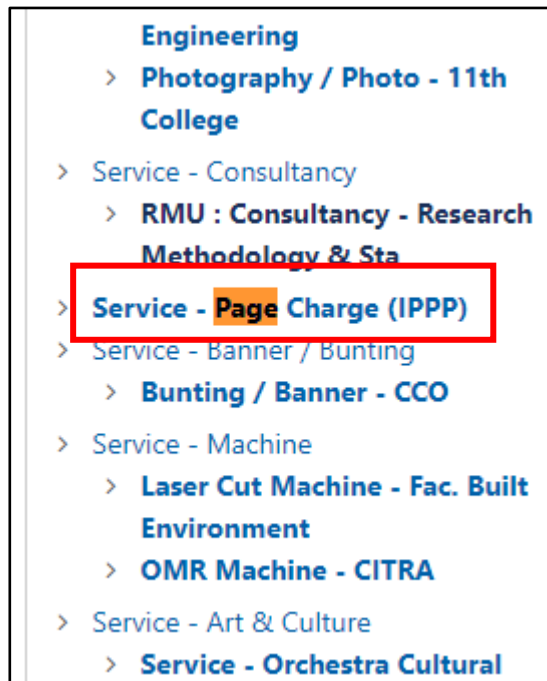 Engineering
> Photography / Photo - 11th
College
> Service - Consultancy
> RMU : Consultancy - Research
Methodology & Sta
> Service - Page Charge (IPPP)
> Service - Banner / Bunting
> Bunting / Banner - CCO
> Service - Machine
> Laser Cut Machine - Fac. Built
Environment
> OMR Machine - CITRA
> Service - Art & Culture
> Service - Orchestra Cultural